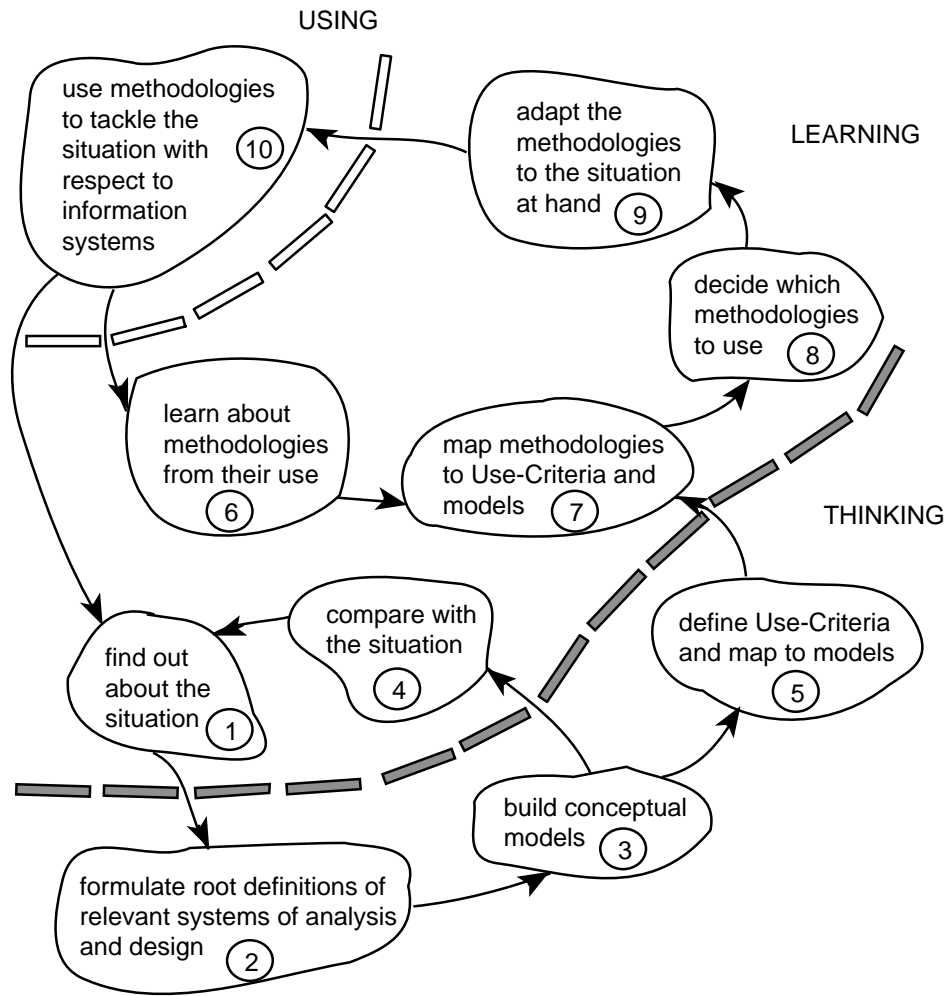 USING
use methodologies
to tackle the
situation with
respect to
information
systems
10
adapt the
methodologies
to the situation
at hand
9
LEARNING
decide which
methodologies
to use
8
learn about
methodologies
from their use
6
map methodologies
to Use-Criteria and
models
7
THINKING
compare with
the situation
4
define Use-Criteria
and map to models
5
find out
about the
situation
1
build conceptual
models
3
formulate root definitions of
relevant systems of analysis
and design
2